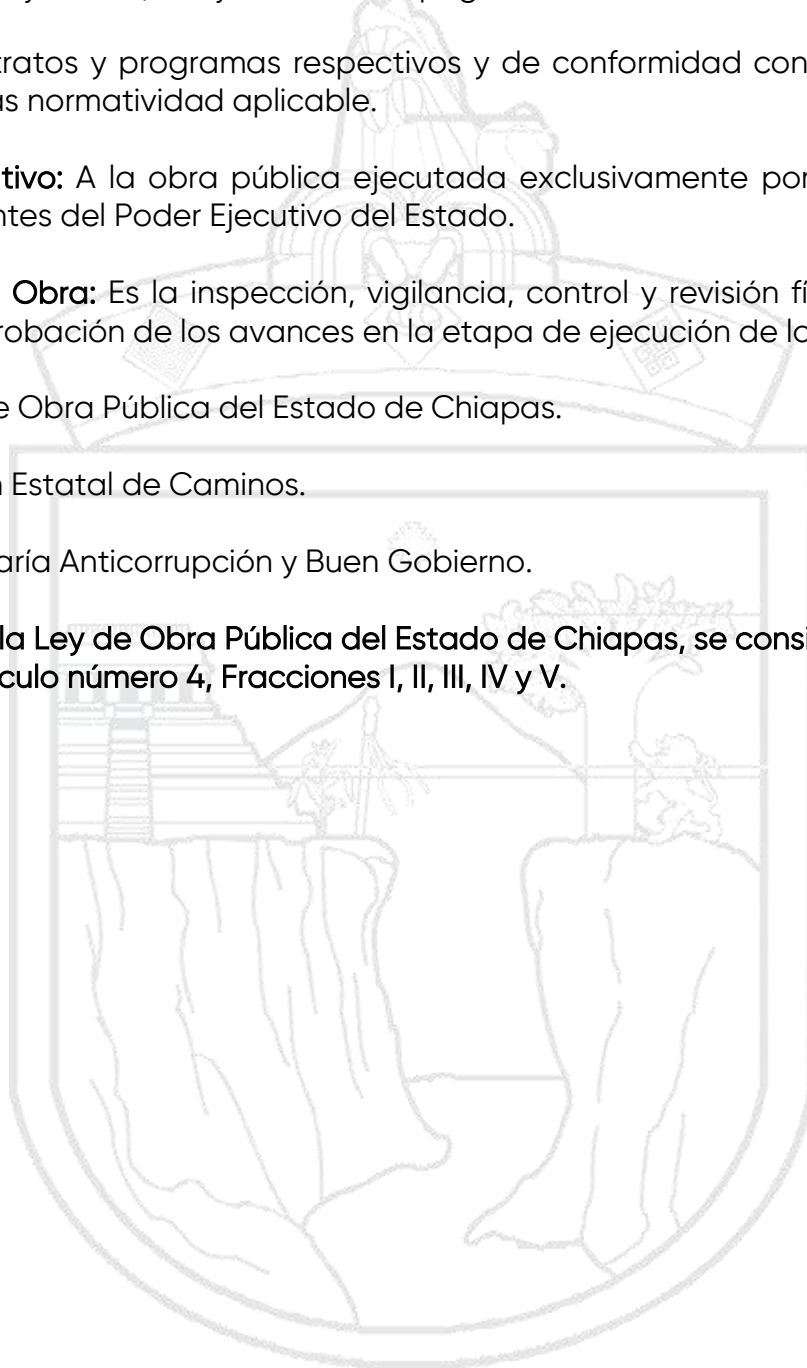 tratos y programas respectivos y de conformidad con
as normatividad aplicable.
tivo: A la obra pública ejecutada exclusivamente por
ntes del Poder Ejecutivo del Estado.
Obra: Es la inspección, vigilancia, control y revisión fí
robación de los avances en la etapa de ejecución de la
e Obra Pública del Estado de Chiapas.
n Estatal de Caminos.
aría Anticorrupción y Buen Gobierno.
la Ley de Obra Pública del Estado de Chiapas, se consi
culo número 4, Fracciones I, II, III, IV y V.